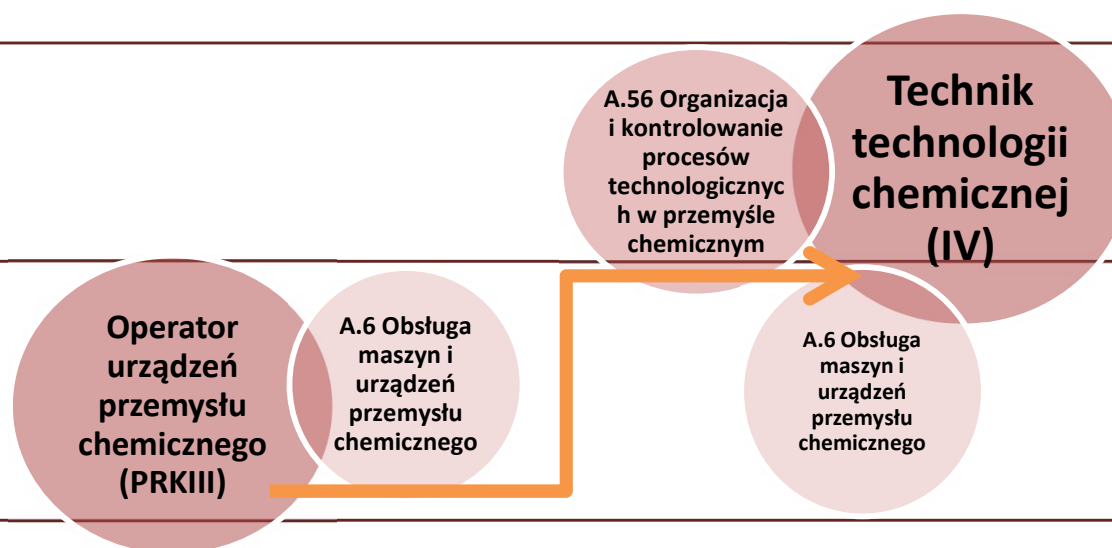 A.56 Organizacja
i kontrolowanie
procesów
technologicznyc
h w przemyśle
chemicznym
Technik
technologii
chemicznej
(IV)
Operator
urządzeń
przemysłu
chemicznego
(PRKIII)
A.6 Obsługa
maszyn i
urządzeń
przemysłu
chemicznego
A.6 Obsługa
maszyn i
urządzeń
przemysłu
chemicznego